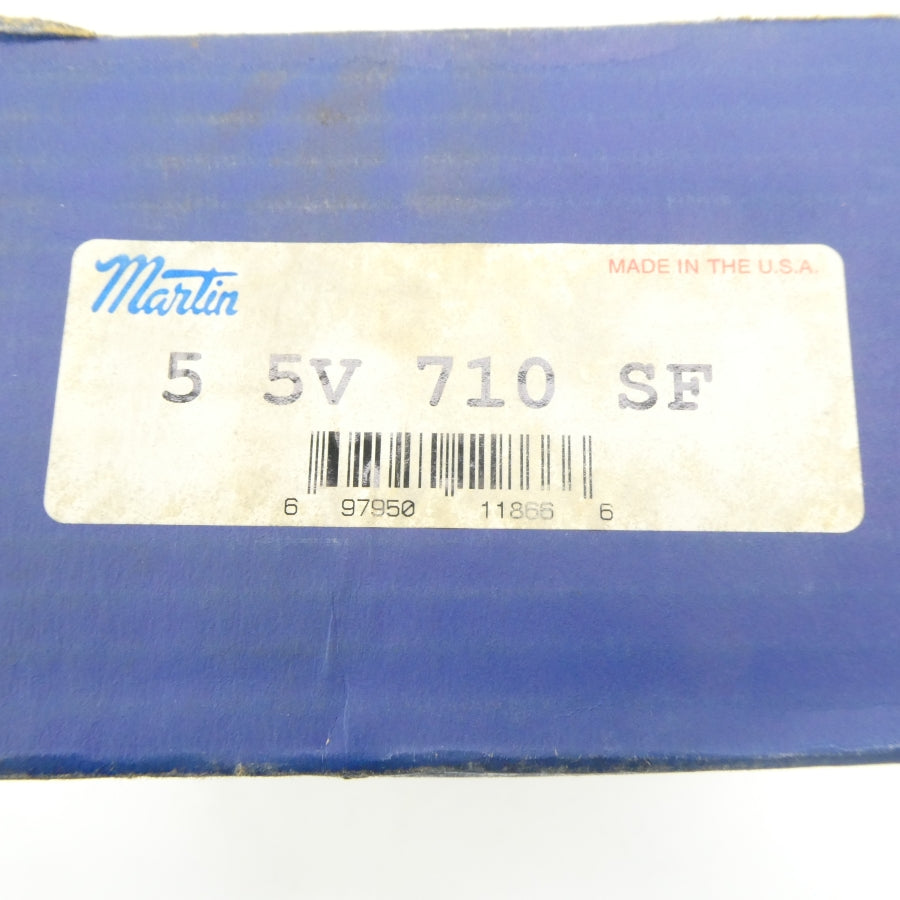 Martin
MADE IN THE U.S.A.
5 5V 710 SF
6 97950 11866 6